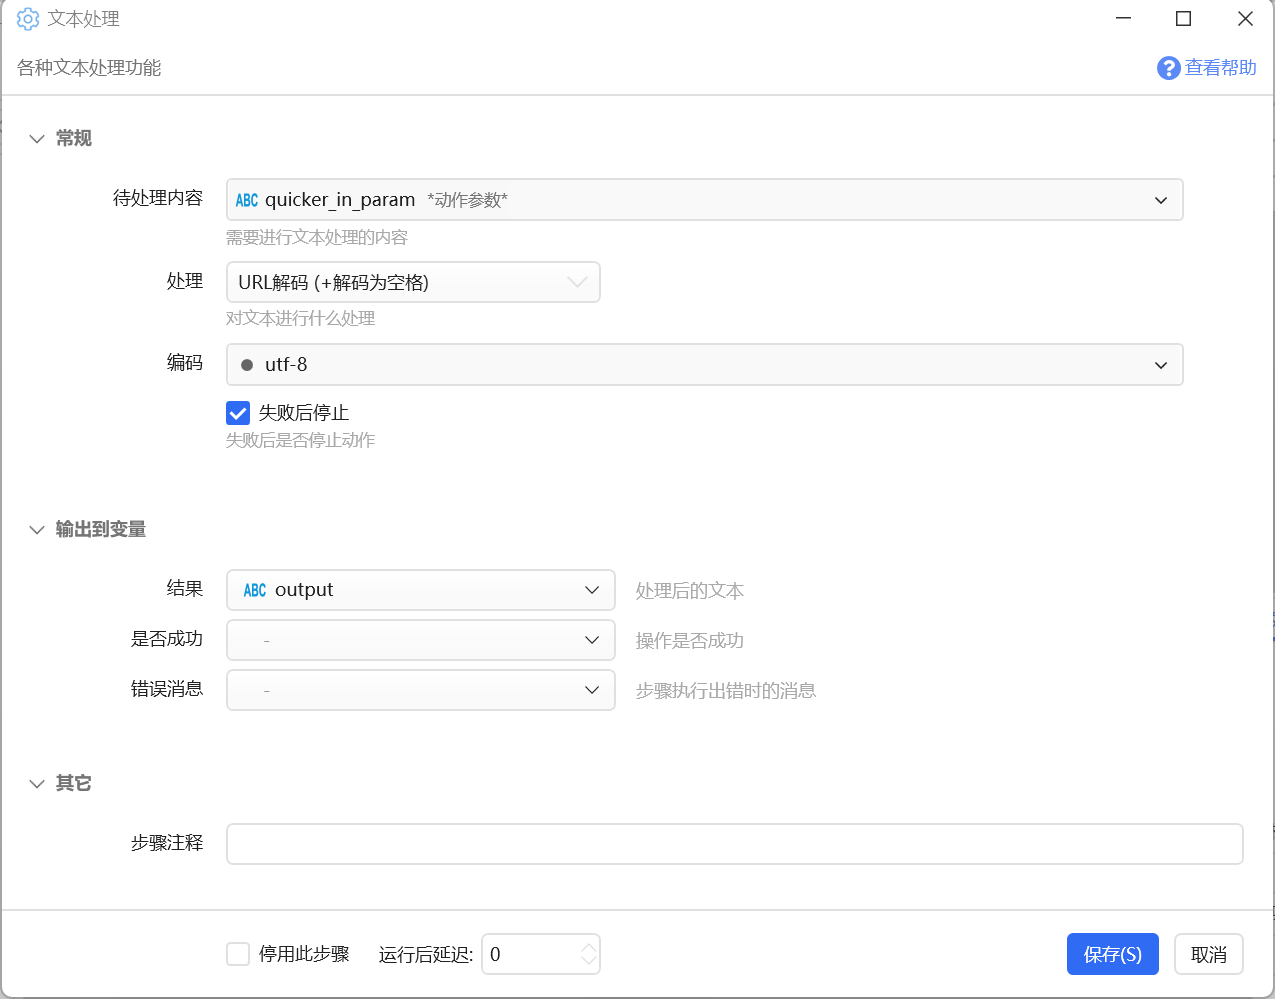 文本处理
各种文本处理功能
查看帮助
常规
待处理内容 ABC quicker_in_param *动作参数*
需要进行文本处理的内容
处理 URL解码 (+解码为空格)
对文本进行什么处理
编码 utf-8
失败后停止
失败后是否停止动作
输出到变量
结果 ABC output 处理后的文本
是否成功 - 操作是否成功
错误消息 - 步骤执行出错时的消息
其它
步骤注释
停用此步骤 运行后延迟: 0 保存(S) 取消